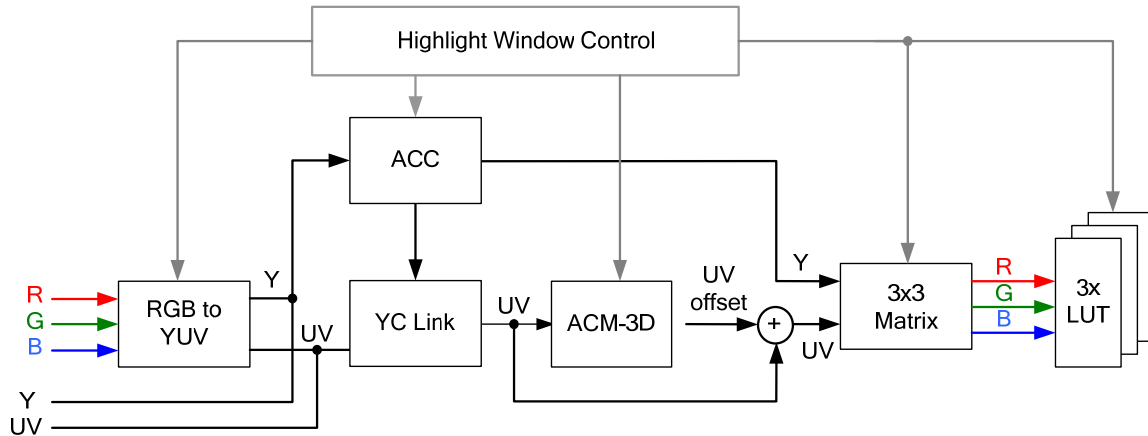 Highlight Window Control
ACC
R
G
B
RGB to
YUV
Y
UV
YC Link
UV
ACM-3D
UV
offset
+
Y
UV
3x3
Matrix
R
G
B
3x
LUT
Y
UV